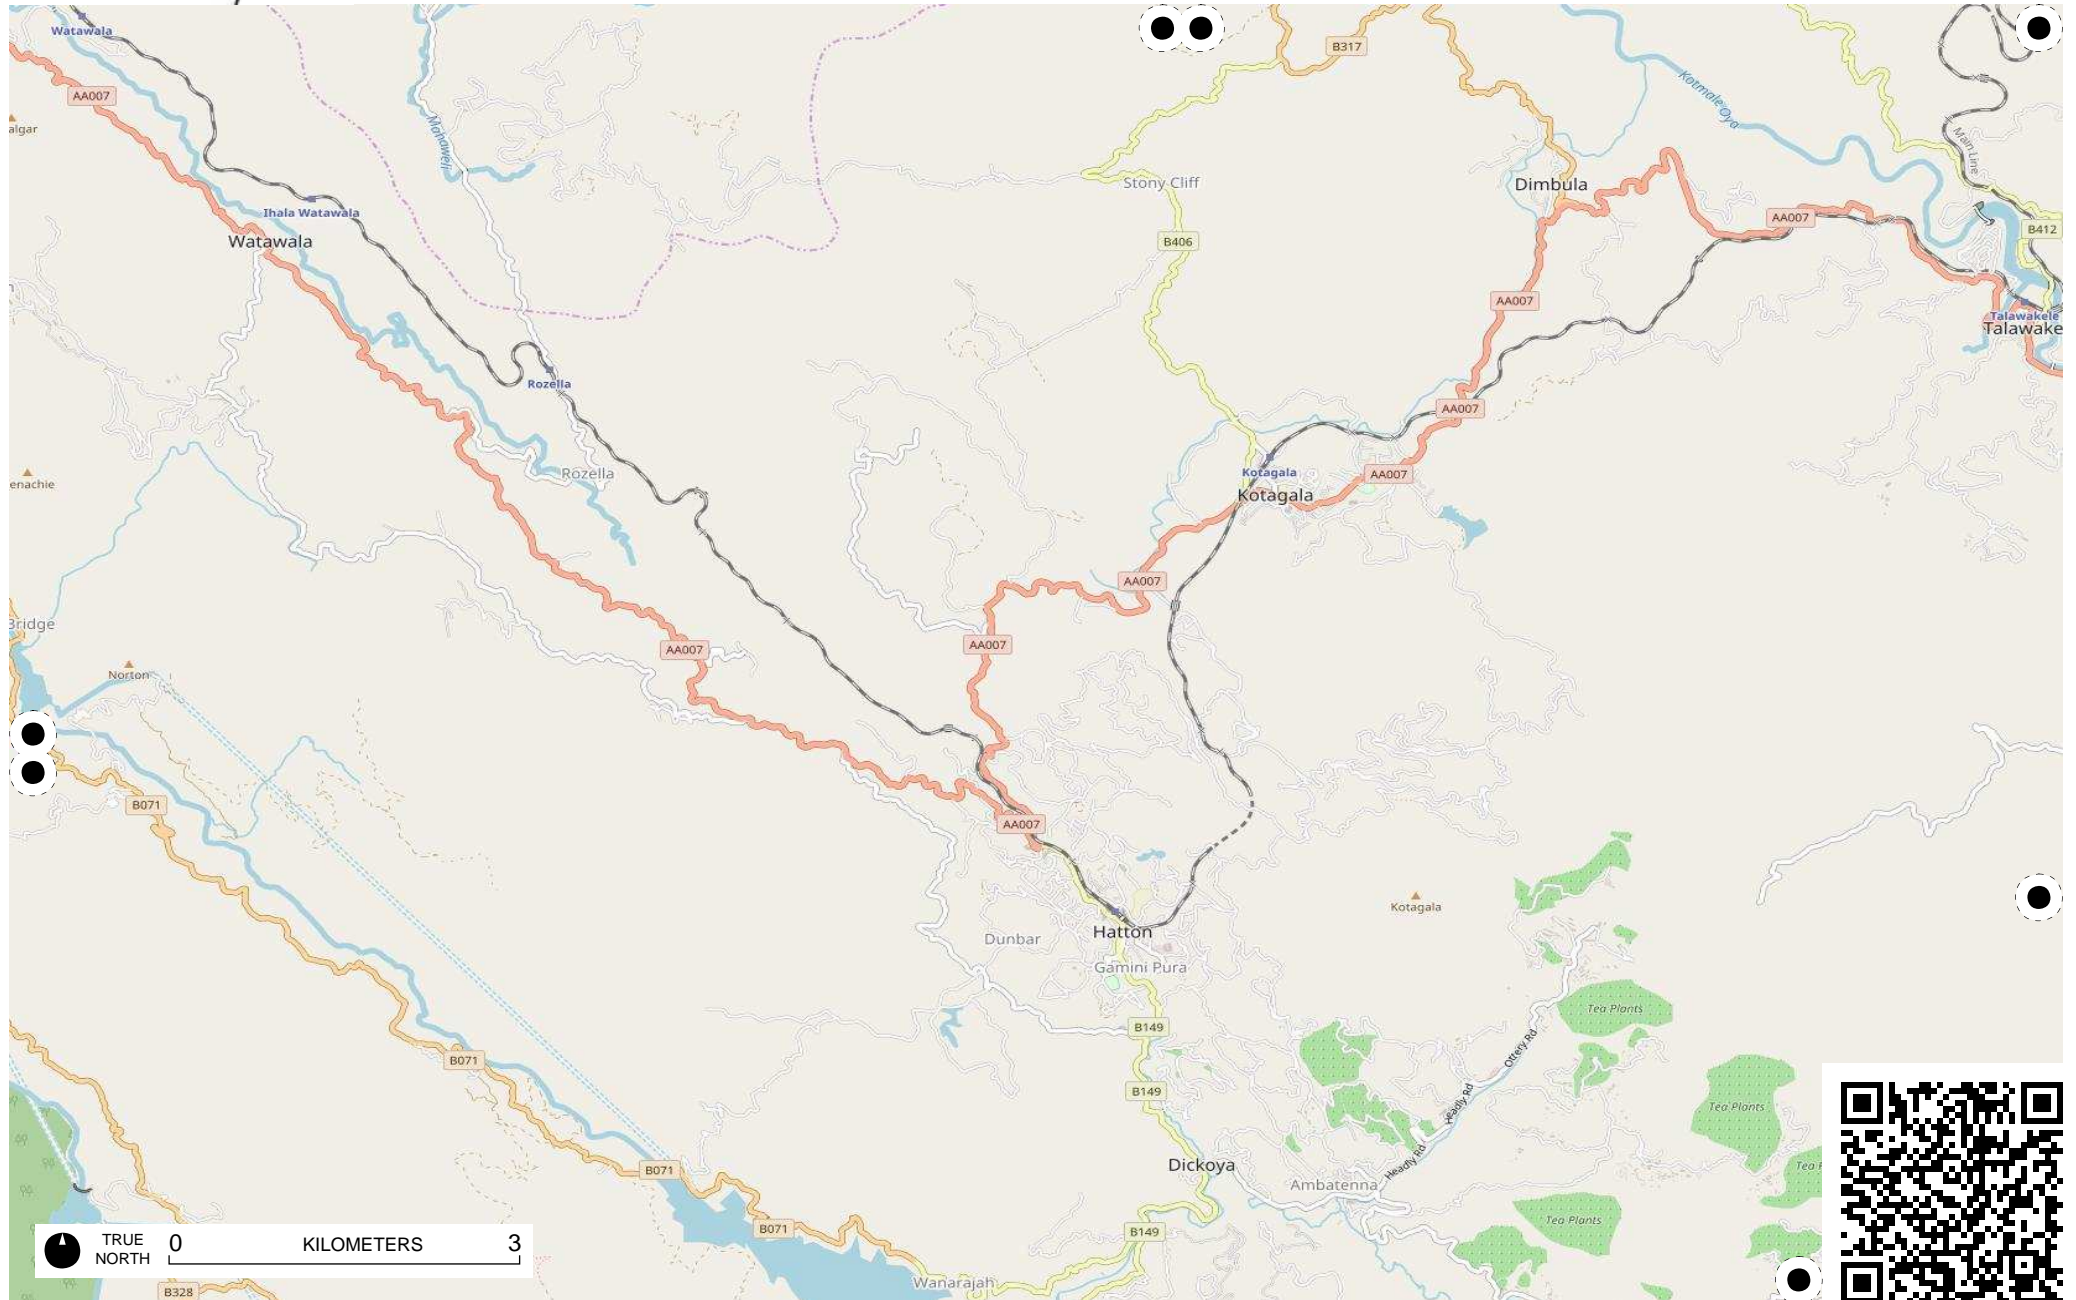 Watawala
B317
AA007
Kotmale Oya
algar
Mahaweli
Main Line
Stony Cliff
Dimbula
Ihala Watawala
AA007
B412
Watawala
B406
AA007
Talawakele
Talawake
Rozella
AA007
Rozella
Kotagala
AA007
enachie
Kotagala
AA007
Bridge
AA007
AA007
Norton
B071
AA007
Kotagala
Hatton
Dunbar
Gamini Pura
Tea Plants
B149
Ottery Rd
B071
B149
Headly Rd
Tea Plants
Dickoya
B071
Headly Rd
Tea
Ambatenna
B071
B149
Tea Plants
TRUE
NORTH
0 KILOMETERS 3
Wanarajah
B328